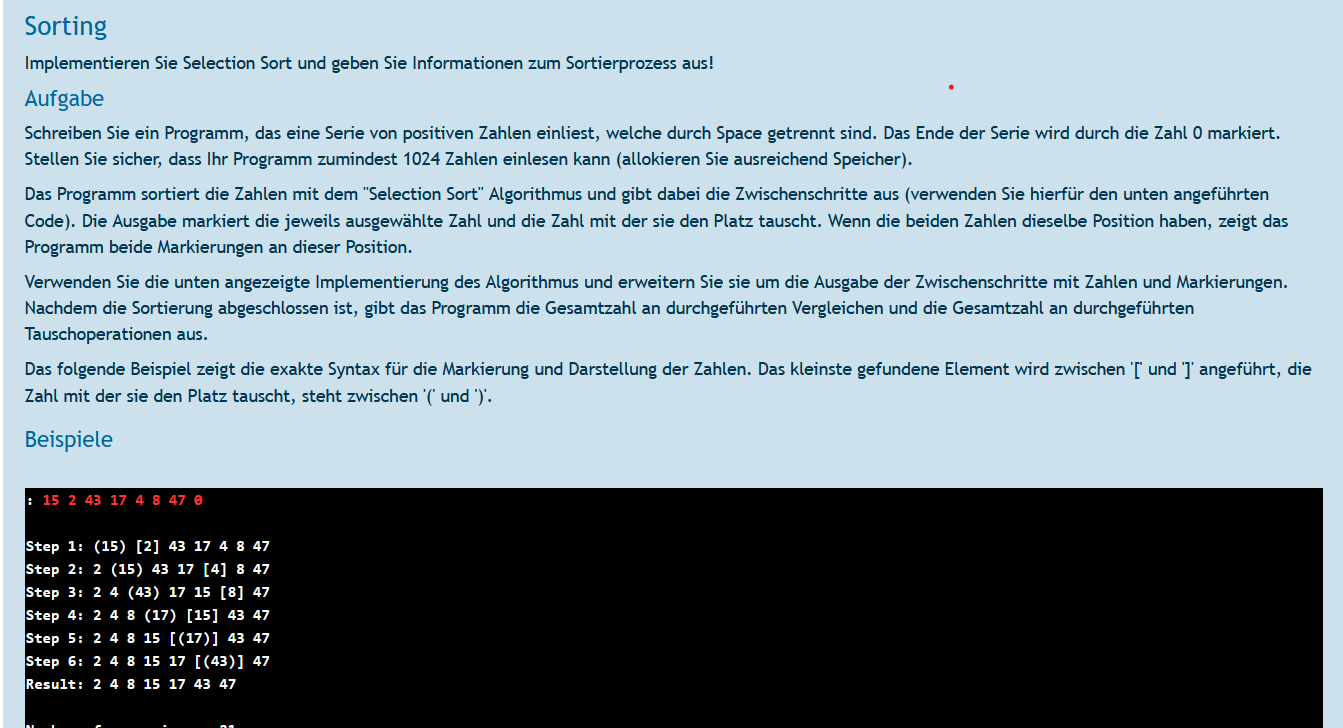 Sorting
Implementieren Sie Selection Sort und geben Sie Informationen zum Sortierprozess aus!
Aufgabe
Schreiben Sie ein Programm, das eine Serie von positiven Zahlen einliest, welche durch Space getrennt sind. Das Ende der Serie wird durch die Zahl 0 markiert.
Stellen Sie sicher, dass Ihr Programm zumindest 1024 Zahlen einlesen kann (allokieren Sie ausreichend Speicher).
Das Programm sortiert die Zahlen mit dem "Selection Sort" Algorithmus und gibt dabei die Zwischenschritte aus (verwenden Sie hierfür den unten angeführten
Code). Die Ausgabe markiert die jeweils ausgewählte Zahl und die Zahl mit der sie den Platz tauscht. Wenn die beiden Zahlen dieselbe Position haben, zeigt das
Programm beide Markierungen an dieser Position.
Verwenden Sie die unten angezeigte Implementierung des Algorithmus und erweitern Sie sie um die Ausgabe der Zwischenschritte mit Zahlen und Markierungen.
Nachdem die Sortierung abgeschlossen ist, gibt das Programm die Gesamtzahl an durchgeführten Vergleichen und die Gesamtzahl an durchgeführten
Tauschoperationen aus.
Das folgende Beispiel zeigt die exakte Syntax für die Markierung und Darstellung der Zahlen. Das kleinste gefundene Element wird zwischen '[' und ']' angeführt, die
Zahl mit der sie den Platz tauscht, steht zwischen '(' und ')'.
Beispiele
: 15 2 43 17 4 8 47 0
Step 1: (15) [2] 43 17 4 8 47
Step 2: 2 (15) 43 17 [4] 8 47
Step 3: 2 4 (43) 17 15 [8] 47
Step 4: 2 4 8 (17) [15] 43 47
Step 5: 2 4 8 15 [(17)] 43 47
Step 6: 2 4 8 15 17 [(43)] 47
Result: 2 4 8 15 17 43 47